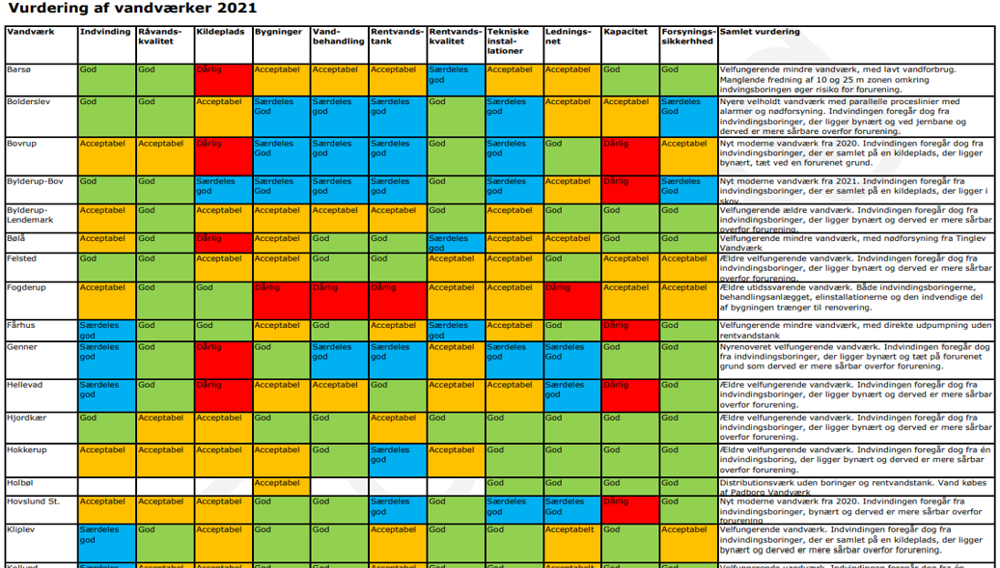 Vurdering af vandværker 2021
Vandværk Indvinding Råvands- Kildeplads Bygninger Vand- Rentvands- Rentvands- Tekniske Lednings- Kapacitet Forsynings- Samlet vurdering
kvalitet behandling tank kvalitet instal- net sikkerhed
lationer
Barsø God God Dårlig Acceptabel Acceptabel Acceptabel Særdeles Acceptabel Acceptabel God God Velfungerende mindre vandværk, med lavt vandforbrug.
god Manglende fredning af 10 og 25 m zonen omkring
indvingsboringen øger risiko for forurening.
Bolderslev God God Acceptabel Særdeles Særdeles Særdeles God Særdeles Acceptabel Acceptabel Særdeles Nyere velholdt vandværk med parallelle proceslinier med
God god god god God alarmer og nødforsyning. Indvindingen foregår dog fra
indvindingsboringer, der ligger bynært og ved jernbane og
derved er mere sårbare overfor forurening.
Bovrup Acceptabel Acceptabel Dårlig Særdeles Særdeles Særdeles God Særdeles God Dårlig Acceptabel Nyt moderne vandværk fra 2020. Indvindingen foregår dog fra
God god god god indvindingsboringer, der er samlet på en kildeplads, der ligger
bynært, tæt ved en forurenet grund.
Bylderup-Bov God God Særdeles Særdeles Særdeles Særdeles God Særdeles Acceptabel Dårlig Særdeles Nyt moderne vandværk fra 2021. Indvindingen foregår fra
god God god god god God indvindingsboringer, der er samlet på en kildeplads, der ligger i
skov.
Bylderup- Acceptabel God Acceptabel Acceptabel Acceptabel Acceptabel God Acceptabel God God God Velfungerende ældre vandværk. Indvindingen foregår dog fra
Lendemark indvindingsboringer, der ligger bynært og derved er mere sårbar
overfor forurening.
Bølå Acceptabel God Dårlig Acceptabel God God Særdeles Acceptabel Acceptabel God God Velfungerende mindre vandværk, med nødforsyning fra Tinglev
god Vandværk
Felsted God God Acceptabel Acceptabel God God Acceptabel Acceptabel God Acceptabel Acceptabel Ældre velfungerende vandværk. Indvindingen foregår dog fra
indvindingsboringer, der ligger bynært og derved er mere sårbar
overfor forurening.
Fogderup Acceptabel God God Dårlig Dårlig Dårlig Acceptabel Acceptabel Dårlig Acceptabel Acceptabel Ældre utidssvarende vandværk. Både indvindingsboringerne,
behandlingsanlægget, elinstallationerne og den indvendige del
af bygningen trænger til renovering.
Fårhus Særdeles God God Acceptabel God Acceptabel Særdeles Acceptabel God Dårlig God Velfungerende mindre vandværk, med direkte udpumpning uden
god god rentvandstank
Genner Særdeles God Dårlig God Særdeles Særdeles Acceptabel Særdeles Særdeles God God Nyrenoveret velfungerende vandværk. Indvindingen foregår dog
god god god god God fra indvindingsboringer, der ligger bynært og tæt på forurenet
grund som derved er mere sårbar overfor forurening.
Hellevad Særdeles God Dårlig Acceptabel Acceptabel God Acceptabel Acceptabel Særdeles Dårlig God Ældre velfungerende vandværk. Indvindingen foregår dog fra
god god indvindingsboringer, der ligger bynært og derved er mere sårbar
overfor forurening.
Hjordkær God Acceptabel Acceptabel God God Acceptabel God God God God God Ældre velfungerende vandværk. Indvindingen foregår dog fra
indvindingsboringer, der ligger bynært og derved er mere sårbar
overfor forurening.
Hokkerup Acceptabel Acceptabel Acceptabel Acceptabel God Særdeles Acceptabel God God God God Ældre velfungerende vandværk. Indvindingen foregår dog fra én
god indvindingsboring, der ligger bynært og derved er mere sårbar
overfor forurening.
Holbøl Acceptabel God God God God Distributionsværk uden boringer og rentvandstank. Vand købes
af Padborg Vandværk
Hovslund St. Acceptabel Acceptabel Acceptabel God God Særdeles God Særdeles Særdeles Dårlig God Nyt moderne vandværk fra 2020. Indvindingen foregår fra
god god God indvindingsboringer, bynært og derved er mere sårbar overfor
forurening
Kliplev Særdeles God Acceptabel God God Acceptabel God God Acceptabelt God Acceptabel Velfungerende vandværk. Indvindingen foregår dog fra
god indvindingsboringer, der er samlet på en kildeplads, der ligger
bynært og derved er mere sårbar overfor forurening.